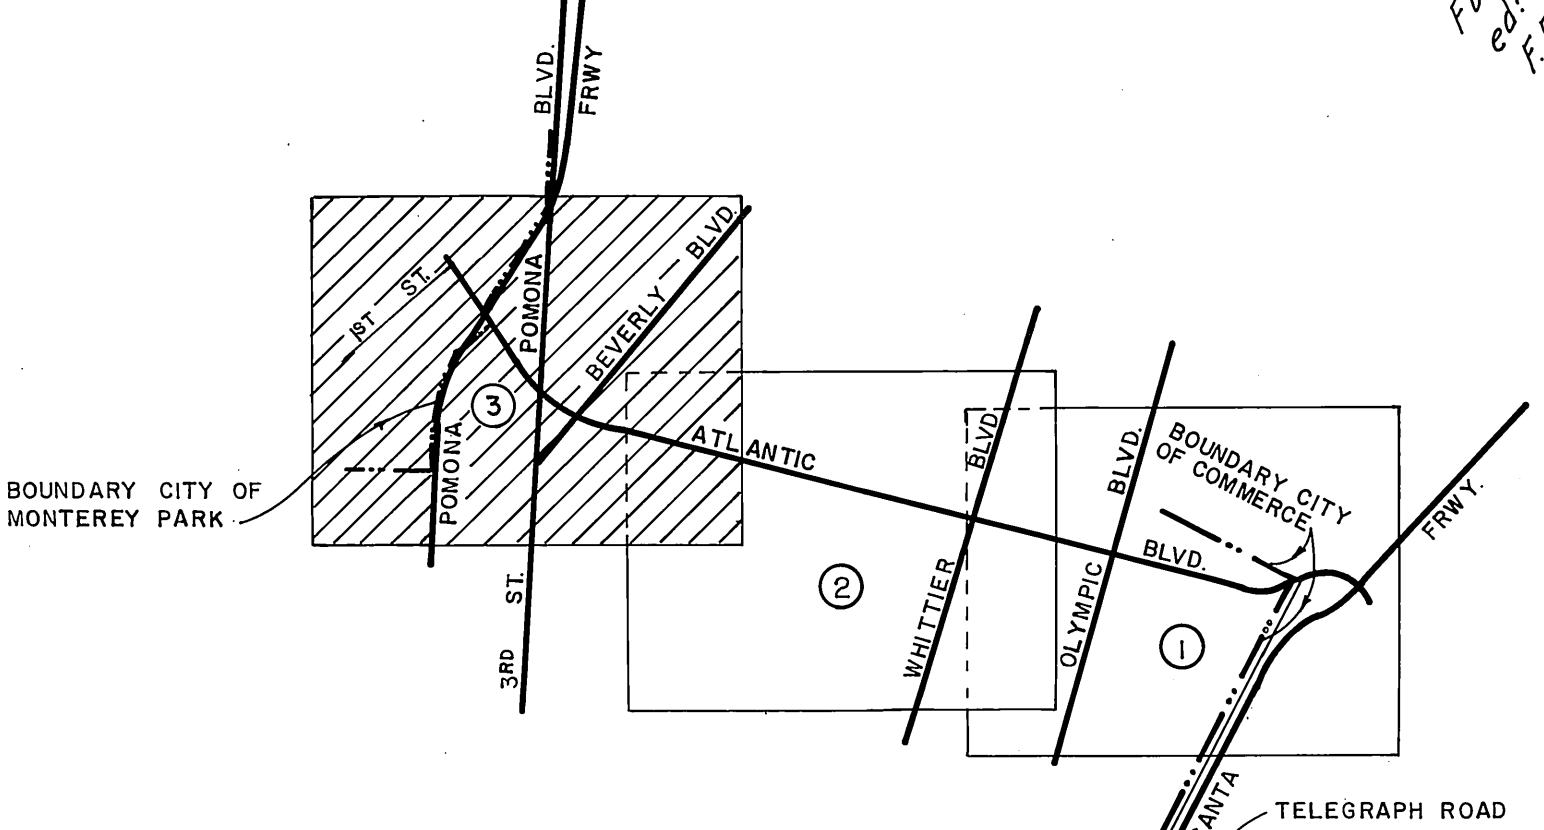 BLVD.
FRWY
1ST ST.
POMONA
BEVERLY BLVD.
3
POMONA
BOUNDARY CITY OF
MONTEREY PARK
3RD ST.
ATLANTIC BLVD.
2
WHITTIER BLVD.
OLYMPIC BLVD.
BOUNDARY CITY
OF COMMERCE
1
FRWY.
TELEGRAPH ROAD